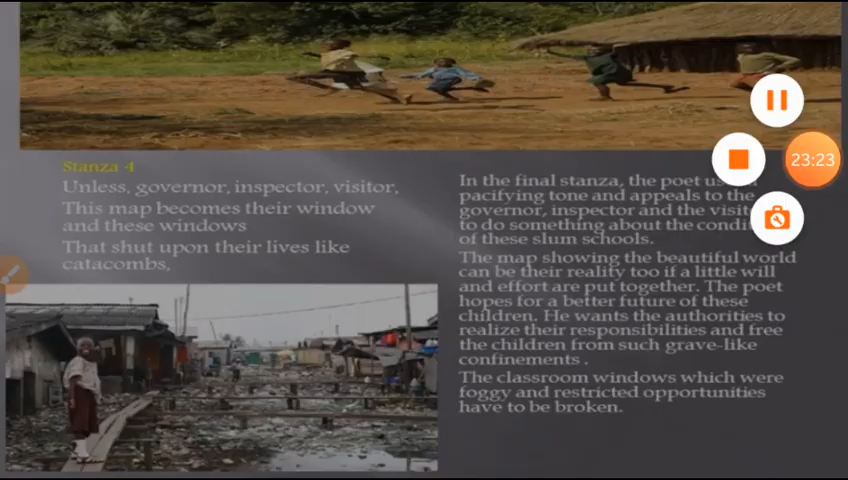 Stanza 4
Unless, governor, inspector, visitor,
This map becomes their window
and these windows
That shut upon their lives like
catacombs,
In the final stanza, the poet
pacifying tone and appeals to the
governor, inspector and the
to do something about the
of these slum schools.
The map showing the beautiful world
can be their reality too if a little will
and effort are put together. The poet
hopes for a better future of these
children. He wants the authorities to
realize their responsibilities and free
the children from such grave-like
confinements .
The classroom windows which were
foggy and restricted opportunities
have to be broken.
23:23